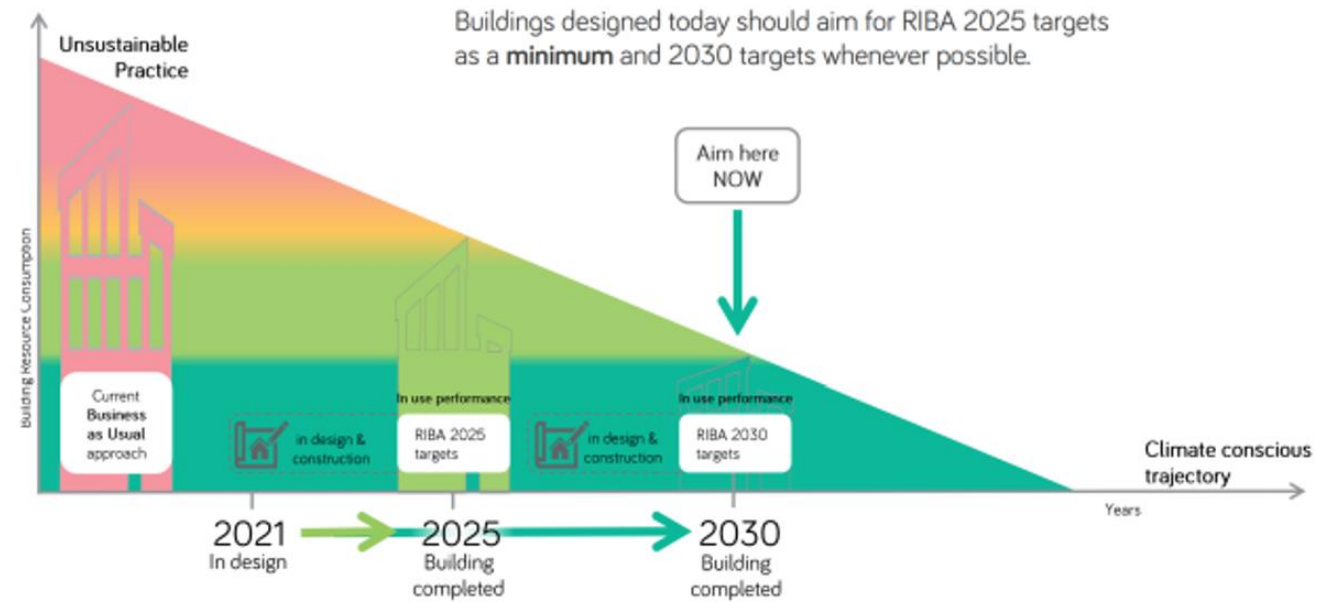 Buildings designed today should aim for RIBA 2025 targets
as a minimum and 2030 targets whenever possible.
Unsustainable
Practice
Aim here
NOW
Building Resource Consumption
Current
Business
as Usual
approach
in design &
construction
In use performance
RIBA 2025
targets
in design &
construction
In use performance
RIBA 2030
targets
Climate conscious
trajectory
Years
2021
In design
2025
Building
completed
2030
Building
completed